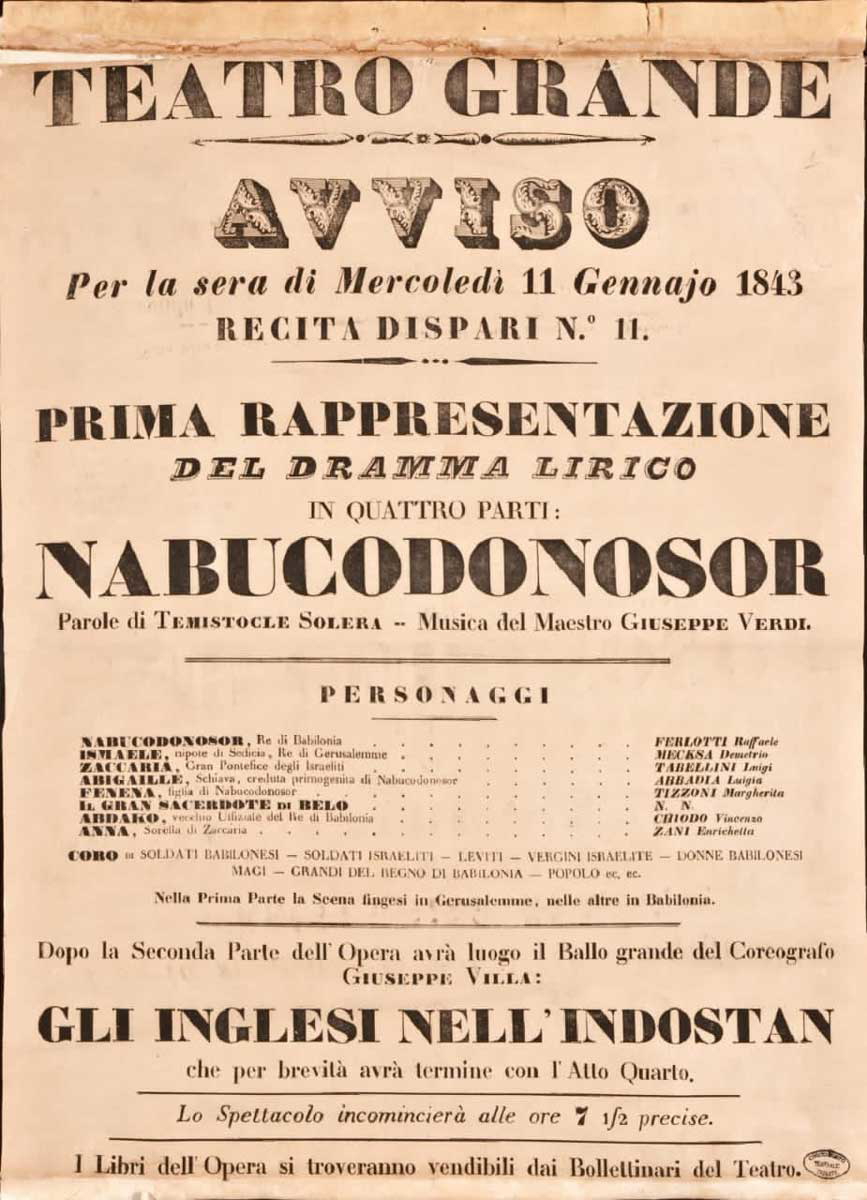 TEATRO GRANDE
AVVISO
Per la sera di Mercoledì 11 Gennajo 1843
RECITA DISPARI N.º 11.
PRIMA RAPPRESENTAZIONE
DEL DRAMMA LIRICO
IN QUATTRO PARTI:
NABUCODONOSOR
Parole di TEMISTOCLE SOLERA -- Musica del Maestro GIUSEPPE VERDI.
PERSONAGGI
NABUCODONOSOR, Re di Babilonia . . . . . . . . . . FERLOTTI Raffaele
ISMAELE, nipote di Sedicia, Re di Gerusalemme . . . . . . . . . MECKSA Demetrio
ZACCARIA, Gran Pontefice degli Israeliti . . . . . . . . . . TABELLINI Luigi
ABIGAILLE, Schiava, creduta primogenita di Nabucodonosor . . . . . . ABBADIA Luigia
FENENA, figlia di Nabucodonosor . . . . . . . . . . . TIZZONI Margherita
IL GRAN SACERDOTE DI BELO . . . . . . . . . . N. N.
ABDAKO, vecchio Uffiziale del Re di Babilonia . . . . . . . . . CHIODO Vincenzo
ANNA, Sorella di Zaccaria . . . . . . . . . . . . . ZANI Enrichetta
CORO DI SOLDATI BABILONESI — SOLDATI ISRAELITI — LEVITI — VERGINI ISRAELITE — DONNE BABILONESI
MAGI — GRANDI DEL REGNO DI BABILONIA — POPOLO ec. ec.
Nella Prima Parte la Scena fingesi in Gerusalemme, nelle altre in Babilonia.
Dopo la Seconda Parte dell'Opera avrà luogo il Ballo grande del Coreografo
GIUSEPPE VILLA:
GLI INGLESI NELL'INDOSTAN
che per brevità avrà termine con l'Atto Quarto.
Lo Spettacolo incomincierà alle ore 7 1/2 precise.
I Libri dell'Opera si troveranno vendibili dai Bollettinari del Teatro.
TEATRALE